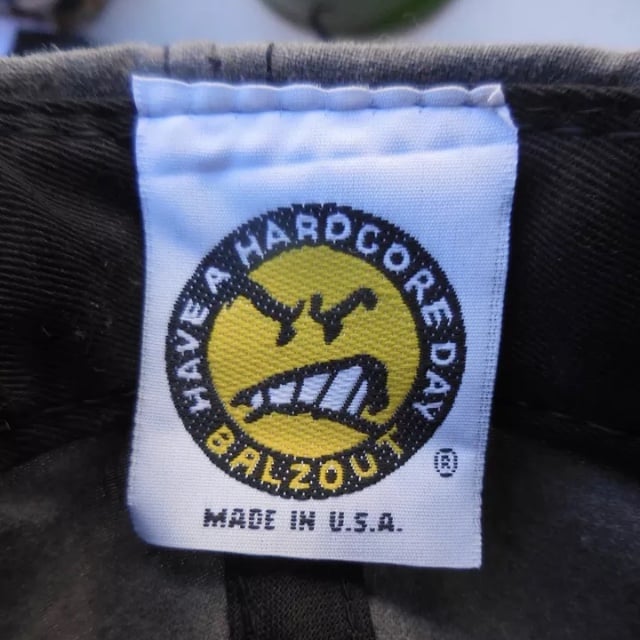 HAVE A HARDCORE DAY
BALZOUT
®
MADE IN U.S.A.